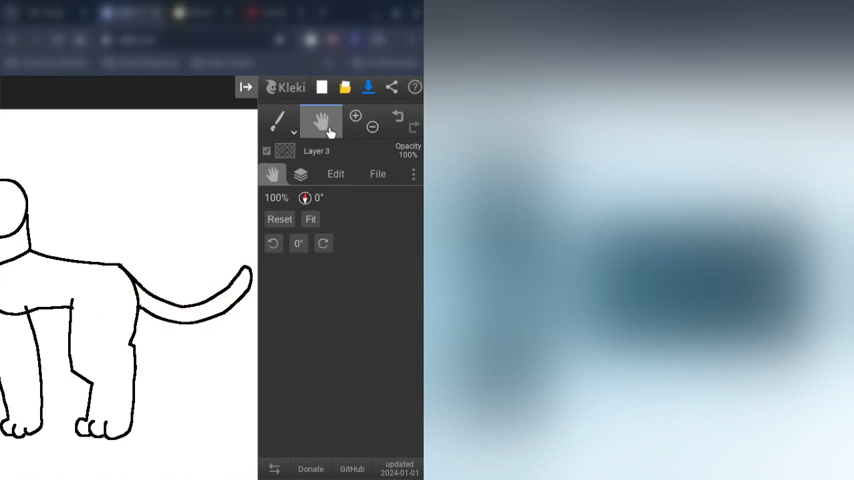 Kleki
Layer 3
Opacity
100%
Edit
File
100%
0°
Reset
Fit
0°
Donate
GitHub
updated
2024-01-01